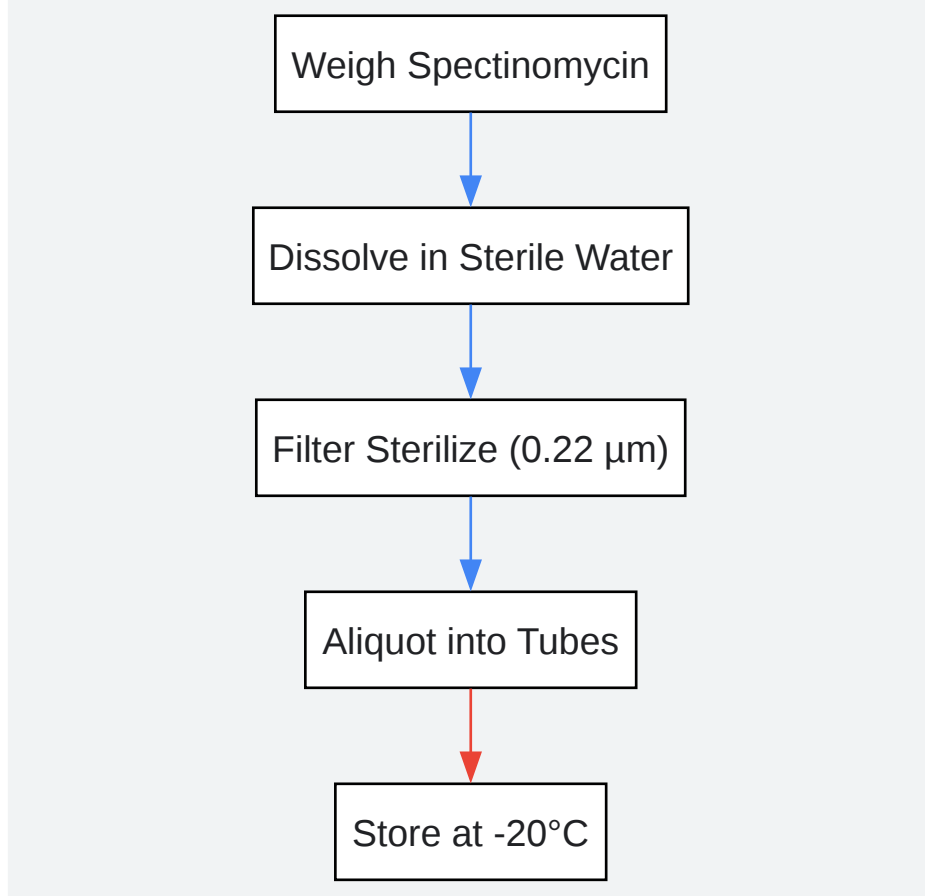 Weigh Spectinomycin
Dissolve in Sterile Water
Filter Sterilize (0.22 µm)
Aliquot into Tubes
Store at -20°C